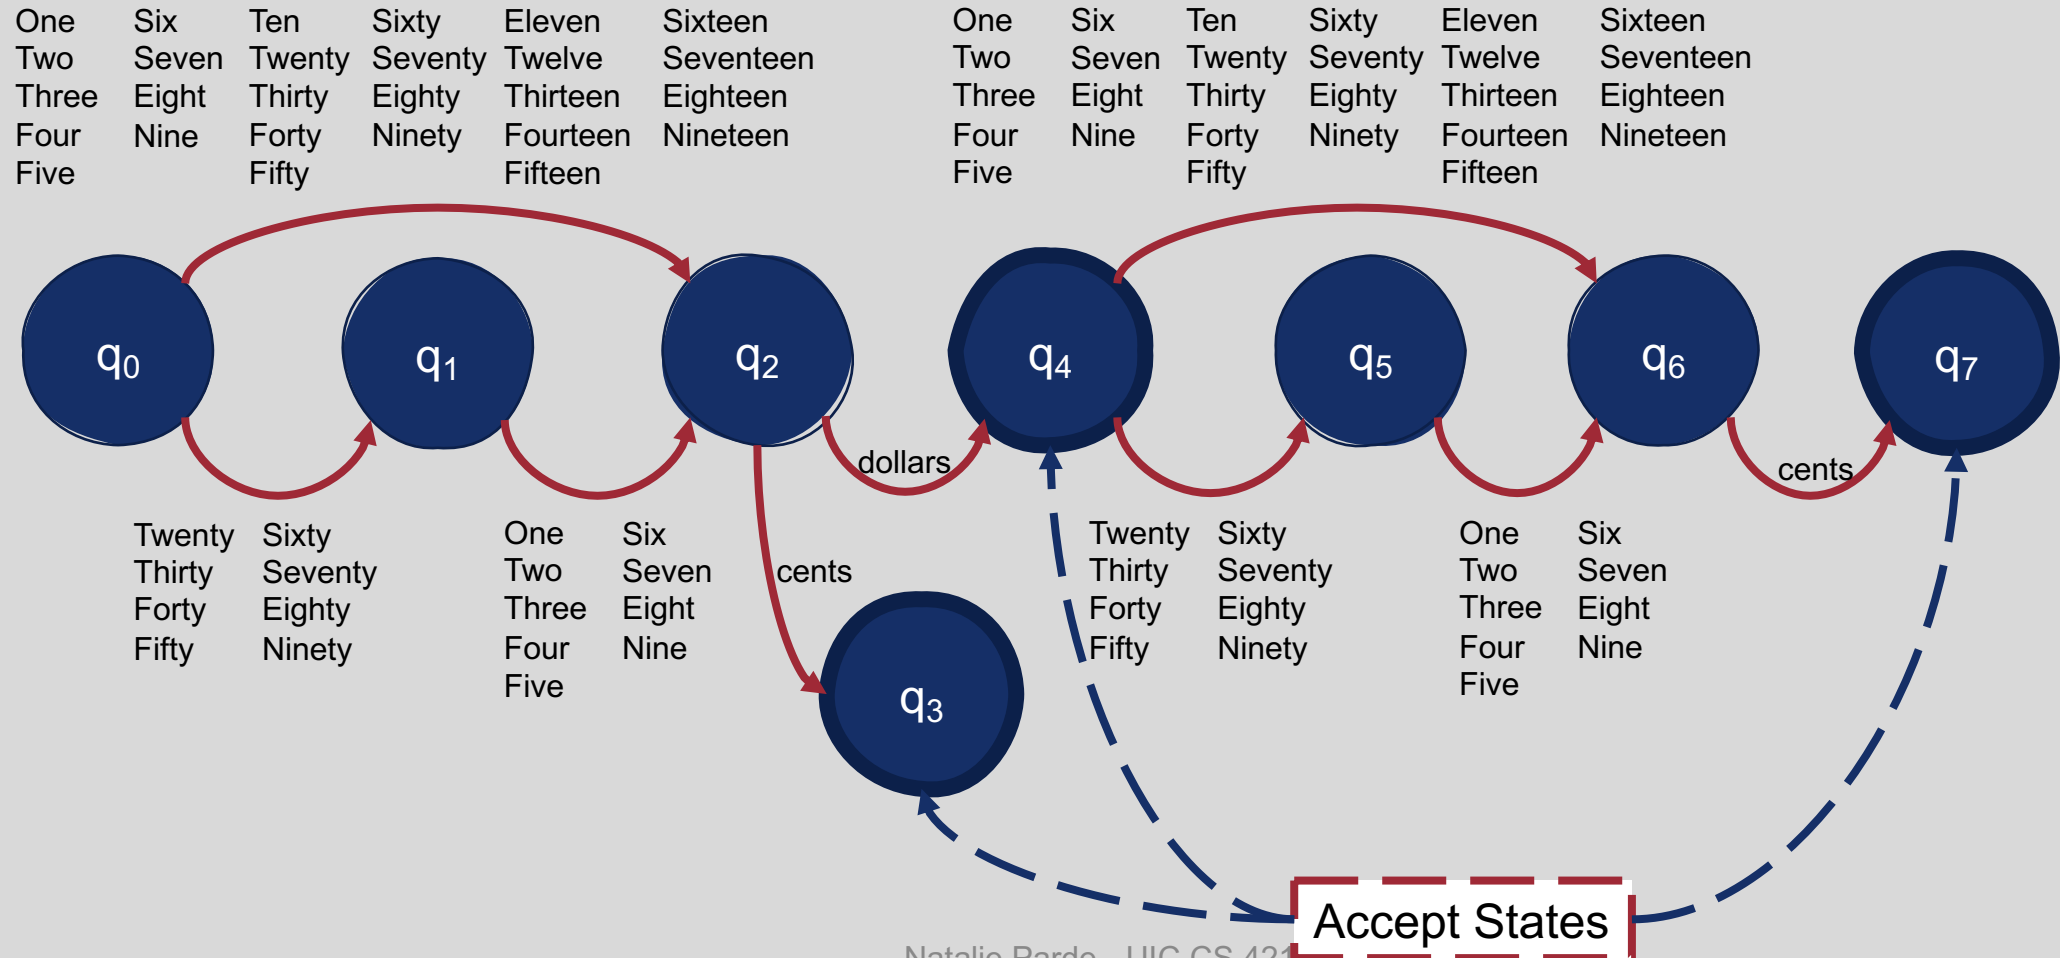 One Six Ten Sixty Eleven Sixteen
Two Seven Twenty Seventy Twelve Seventeen
Three Eight Thirty Eighty Thirteen Eighteen
Four Nine Forty Ninety Fourteen Nineteen
Five Fifty Fifteen
One Six Ten Sixty Eleven Sixteen
Two Seven Twenty Seventy Twelve Seventeen
Three Eight Thirty Eighty Thirteen Eighteen
Four Nine Forty Ninety Fourteen Nineteen
Five Fifty Fifteen
q0 q1 q2 q4 q5 q6 q7
dollars
cents
Twenty Sixty
Thirty Seventy
Forty Eighty
Fifty Ninety
One Six
Two Seven
Three Eight
Four Nine
Five
cents
Twenty Sixty
Thirty Seventy
Forty Eighty
Fifty Ninety
One Six
Two Seven
Three Eight
Four Nine
Five
q3
Accept States
Natalie Parde - UIC CS 421